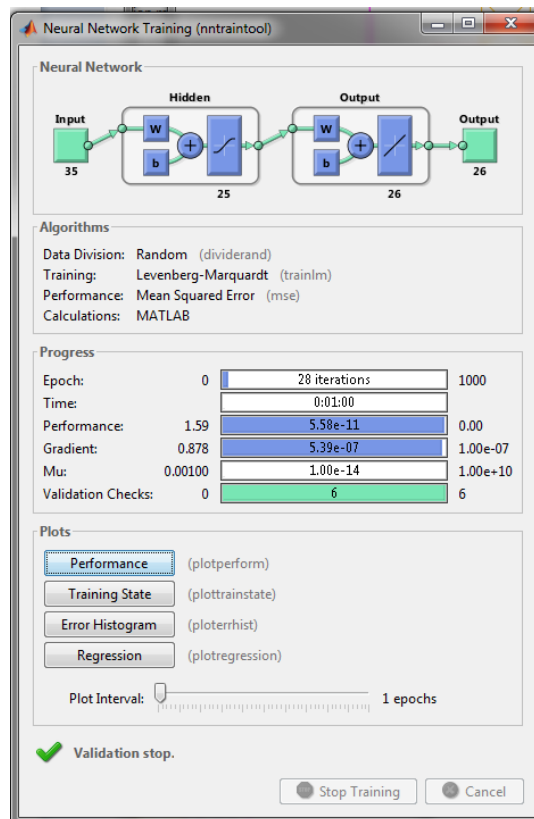 Neural Network Training (nntraintool)
Neural Network
Hidden
Output
Input
Output
W
W
b
b
35
25
26
26
Algorithms
Data Division: Random (dividerand)
Training: Levenberg-Marquardt (trainlm)
Performance: Mean Squared Error (mse)
Calculations: MATLAB
Progress
Epoch: 0 28 iterations 1000
Time: 0:01:00
Performance: 1.59 5.58e-11 0.00
Gradient: 0.878 5.39e-07 1.00e-07
Mu: 0.00100 1.00e-14 1.00e+10
Validation Checks: 0 6 6
Plots
Performance (plotperform)
Training State (plottrainstate)
Error Histogram (ploterrhist)
Regression (plotregression)
Plot Interval: 1 epochs
Validation stop.
Stop Training Cancel